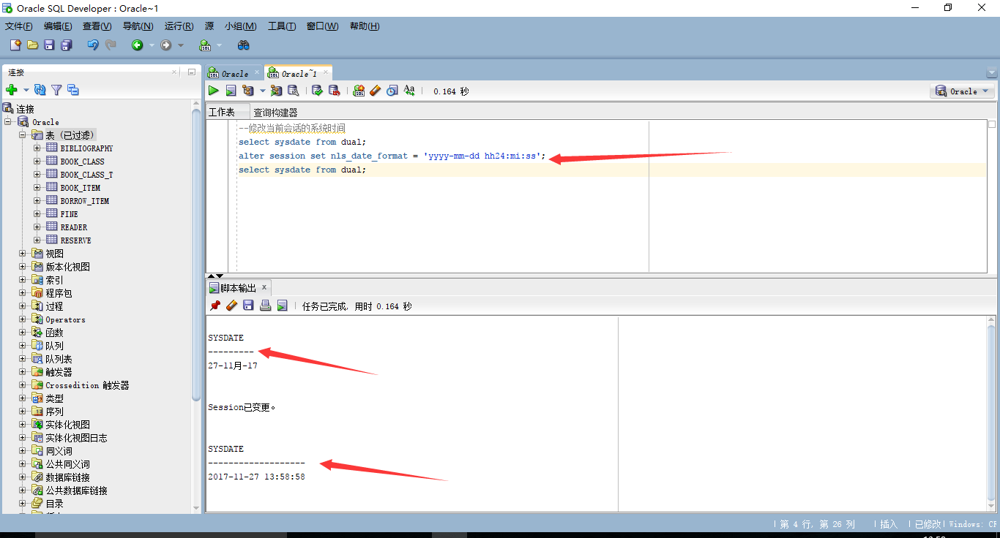 Oracle SQL Developer : Oracle~1
文件(F) 编辑(E) 查看(V) 导航(N) 运行(R) 源 小组(M) 工具(T) 窗口(W) 帮助(H)
连接
连接
Oracle
表 (已过滤)
BIBLIOGRAPHY
BOOK_CLASS
BOOK_CLASS_T
BOOK_ITEM
BORROW_ITEM
FINE
READER
RESERVE
视图
版本化视图
索引
程序包
过程
Operators
函数
队列
队列表
触发器
Crossedition 触发器
类型
序列
实体化视图
实体化视图日志
同义词
公共同义词
数据库链接
公共数据库链接
目录
Oracle Oracle~1
0.164 秒 Oracle
工作表 查询构建器
--修改当前会话的系统时间
select sysdate from dual;
alter session set nls_date_format = 'yyyy-mm-dd hh24:mi:ss';
select sysdate from dual;
脚本输出
任务已完成, 用时 0.164 秒
SYSDATE
---------
27-11月-17
Session已变更。
SYSDATE
-------------------
2017-11-27 13:58:58
第 4 行, 第 26 列 插入 已修改 Windows: CF